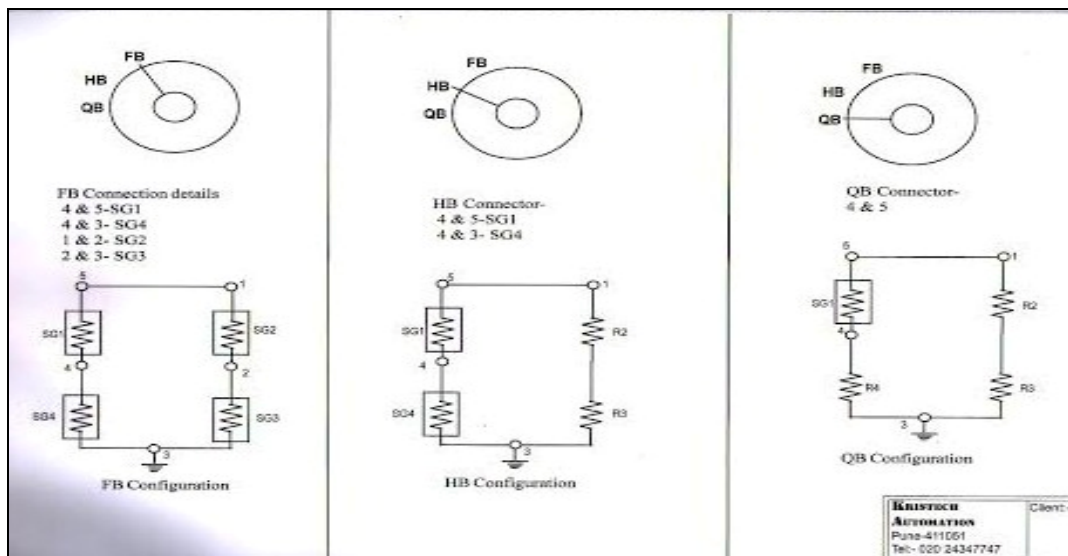 FB
HB
QB
FB Connection details
4 & 5-SG1
4 & 3- SG4
1 & 2- SG2
2 & 3- SG3
5
1
SG1
SG2
4
2
SG4
SG3
3
FB Configuration
FB
HB
QB
HB Connector-
4 & 5-SG1
4 & 3- SG4
5
1
SG1
R2
4
SG4
R3
3
HB Configuration
FB
HB
QB
QB Connector-
4 & 5
5
1
SG1
R2
4
R4
R3
3
QB Configuration
KRISTECH
AUTOMATION
Pune-411051
Tel:- 020 24347747
Client:-